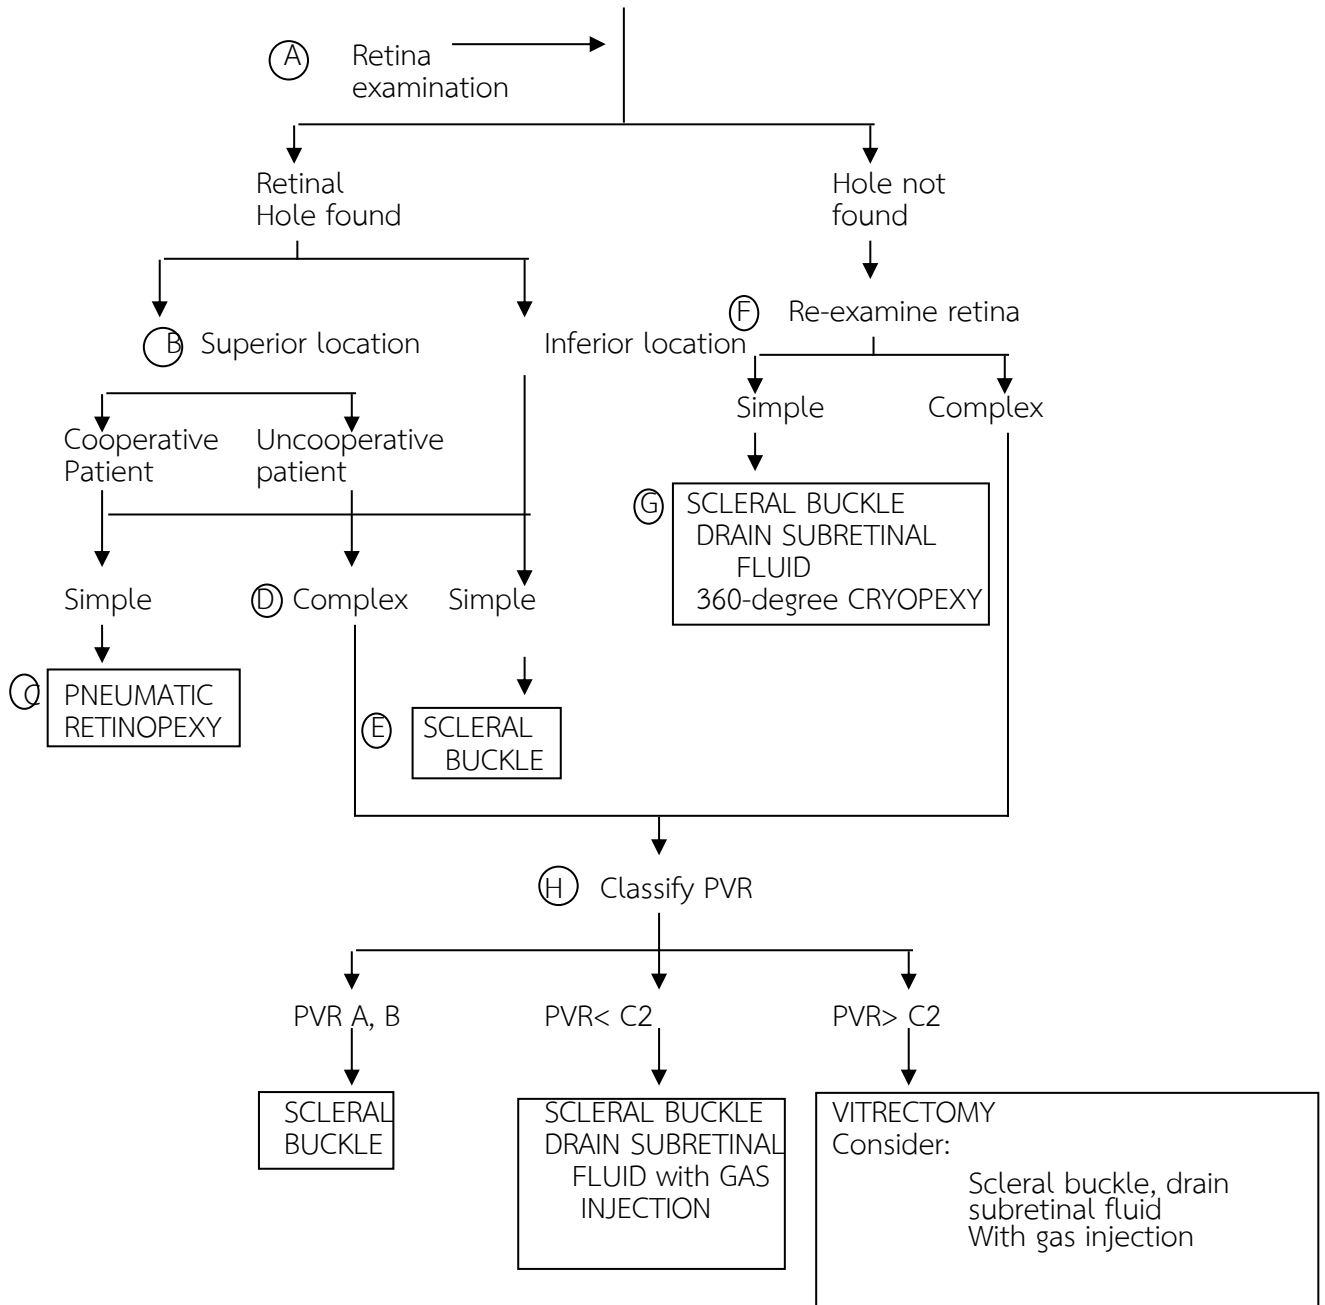 A
Retina
examination
Retinal
Hole found
Hole not
found
F
Re-examine retina
B
Superior location
Inferior location
Simple
Complex
Cooperative
Patient
Uncooperative
patient
G
SCLERAL BUCKLE
DRAIN SUBRETINAL
FLUID
360-degree CRYOPEXY
Simple
D
Complex
Simple
C
PNEUMATIC
RETINOPEXY
E
SCLERAL
BUCKLE
H
Classify PVR
PVR A, B
PVR< C2
PVR> C2
SCLERAL
BUCKLE
SCLERAL BUCKLE
DRAIN SUBRETINAL
FLUID with GAS
INJECTION
VITRECTOMY
Consider:
Scleral buckle, drain
subretinal fluid
With gas injection